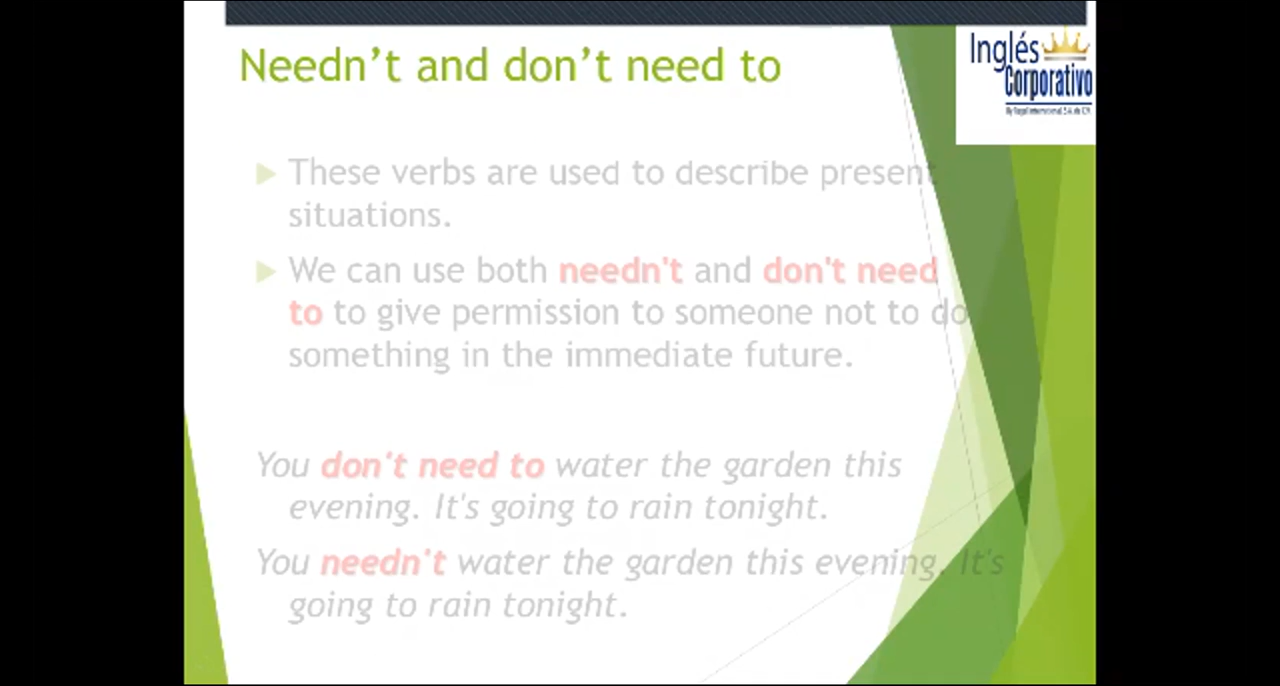 Needn’t and don’t need to
Inglés
Corporativo
These verbs are used to describe present
situations.
We can use both needn't and don't need
to to give permission to someone not to do
something in the immediate future.
You don't need to water the garden this
evening. It's going to rain tonight.
You needn't water the garden this evening. It's
going to rain tonight.